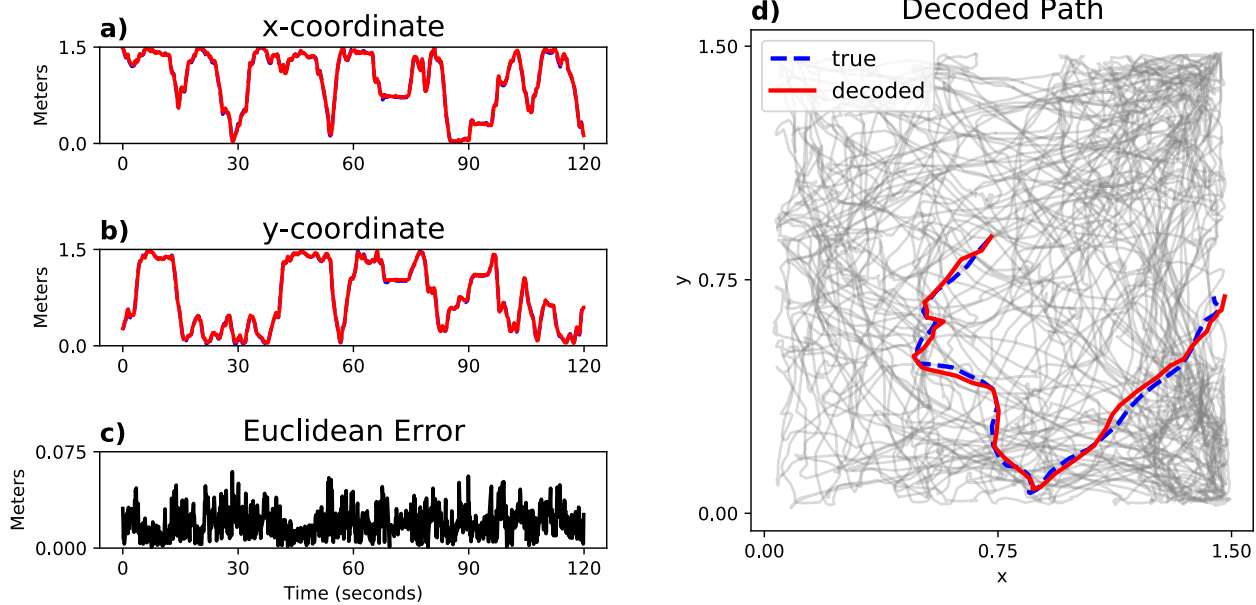 a) x-coordinate
1.5
Meters
0.0
0 30 60 90 120
b) y-coordinate
1.5
Meters
0.0
0 30 60 90 120
c) Euclidean Error
0.075
Meters
0.000
0 30 60 90 120
Time (seconds)
d) Decoded Path
1.50
true
decoded
y
0.75
0.00
0.00 0.75 1.50
x